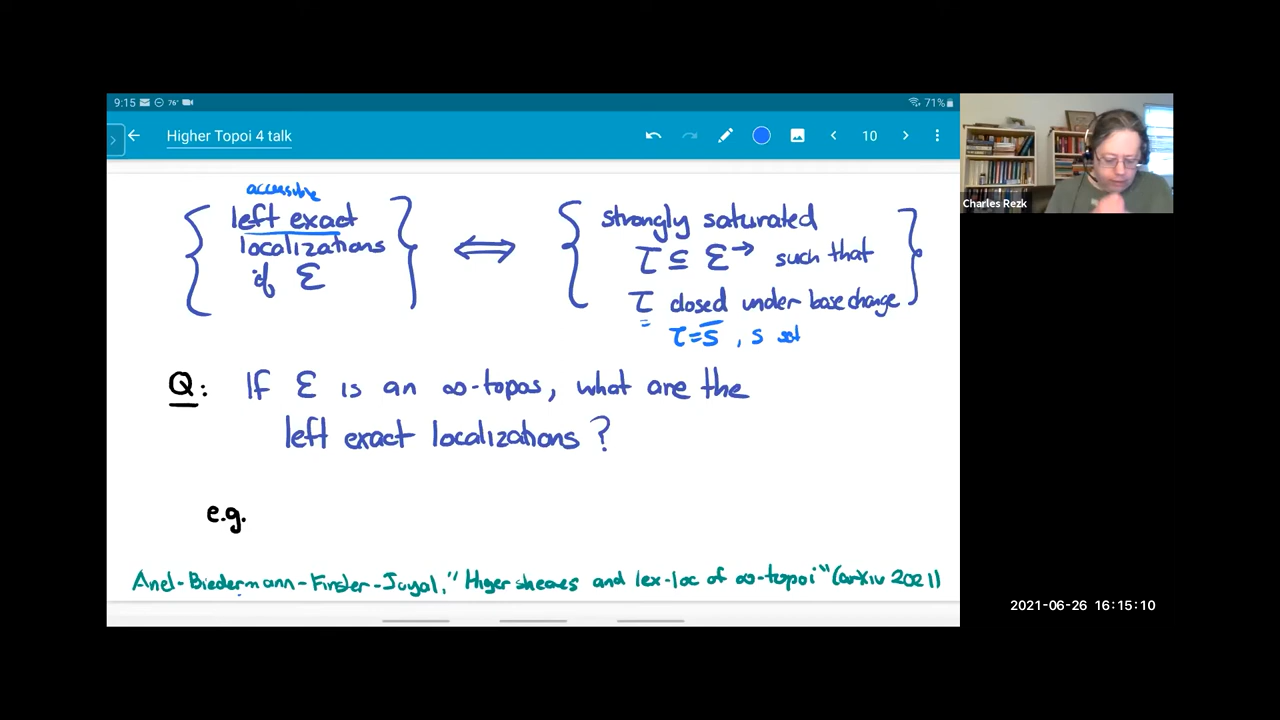 9:15 76° 71%
Higher Topoi 4 talk 10
accessible
{ left exact localizations of Ɛ } ⟺ { strongly saturated τ ⊆ Ɛ→ such that τ closed under base change }
τ = S̄, S set
Q: If Ɛ is an ∞-topos, what are the
left exact localizations?
e.g.
Anel-Biedermann-Finster-Joyal, "Higer sheaves and lex-loc of ∞-topoi" (arXiv 2021)
Charles Rezk
2021-06-26 16:15:10